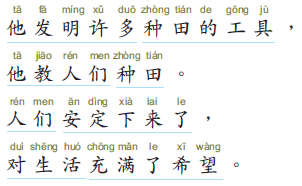 tā fā míng xǔ duō zhòng tián de gōng jù
他发明许多种田的工具，
tā jiāo rén men zhòng tián
他教人们种田。
rén men ān dìng xià lai le
人们安定下来了，
duì shēng huó chōng mǎn le xī wàng
对生活充满了希望。